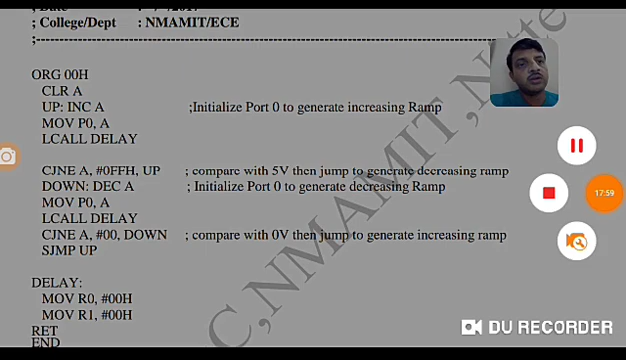 ; College/Dept : NMAMIT/ECE
ORG 00H
CLR A
UP: INC A ;Initialize Port 0 to generate increasing Ramp
MOV P0, A
LCALL DELAY
CJNE A, #0FFH, UP ; compare with 5V then jump to generate decreasing ramp
DOWN: DEC A ; Initialize Port 0 to generate decreasing Ramp
MOV P0, A
LCALL DELAY
CJNE A, #00, DOWN ; compare with 0V then jump to generate increasing ramp
SJMP UP
DELAY:
MOV R0, #00H
MOV R1, #00H
RET
END
C, NMAMIT, Nitte
17:59
DU RECORDER